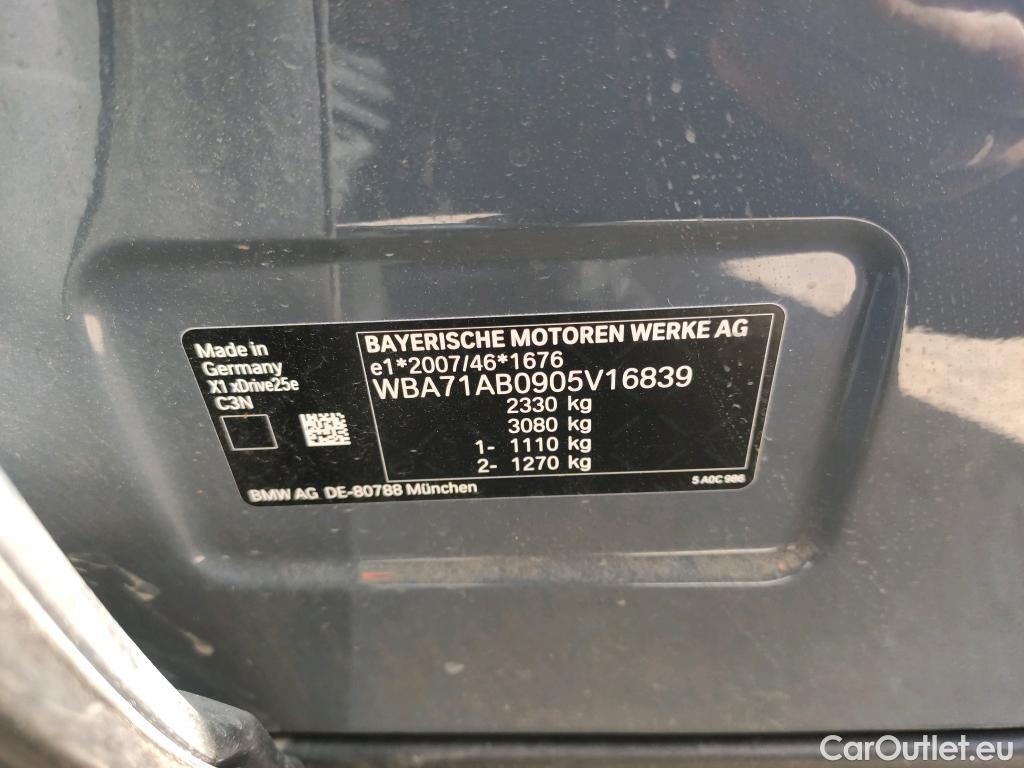 Made in
Germany
X1 xDrive25e
C3N
BAYERISCHE MOTOREN WERKE AG
e1*2007/46*1676
WBA71AB0905V16839
2330 kg
3080 kg
1- 1110 kg
2- 1270 kg
BMW AG DE-80788 München
5 A0C 986
CarOutlet.eu